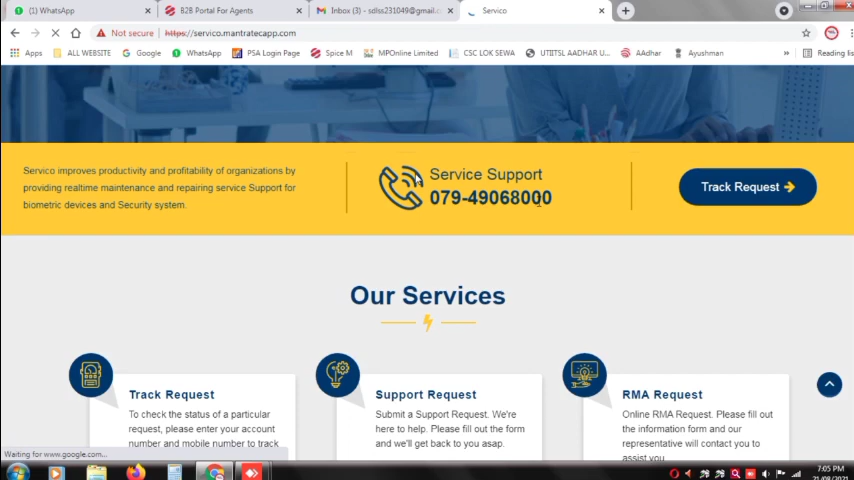 (1) WhatsApp
B2B Portal For Agents
Inbox (3) - sdlss231049@gmail.c
Servico
Not secure
https://servico.mantratecapp.com
Apps
ALL WEBSITE
Google
WhatsApp
PSA Login Page
Spice M
MPOnline Limited
CSC LOK SEWA
UTIITSL AADHAR U...
AAdhar
Ayushman
»
Reading list
Servico improves productivity and profitability of organizations by
providing realtime maintenance and repairing service Support for
biometric devices and Security system.
Service Support
079-49068000
Track Request
Our Services
Track Request
To check the status of a particular
request, please enter your account
number and mobile number to track
Support Request
Submit a Support Request. We're
here to help. Please fill out the form
and we'll get back to you asap.
RMA Request
Online RMA Request. Please fill out
the information form and our
representative will contact you to
assist you
Waiting for www.google.com...
7:05 PM
21/08/2021